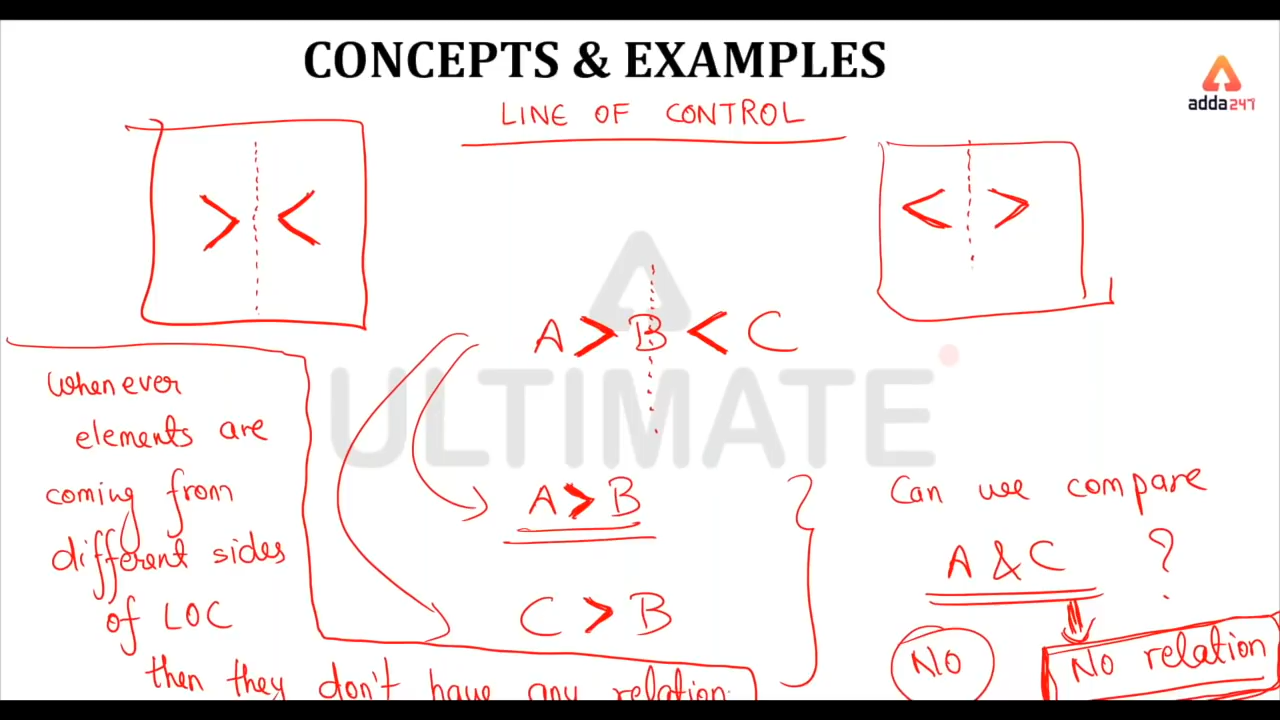 CONCEPTS & EXAMPLES
adda247
LINE OF CONTROL
> <
< >
A > B < C
ULTIMATE
Whenever
elements are
coming from
different sides
of LOC
then they don't have any relation.
A > B
C > B
Can we compare
A & C ?
NO
No relation